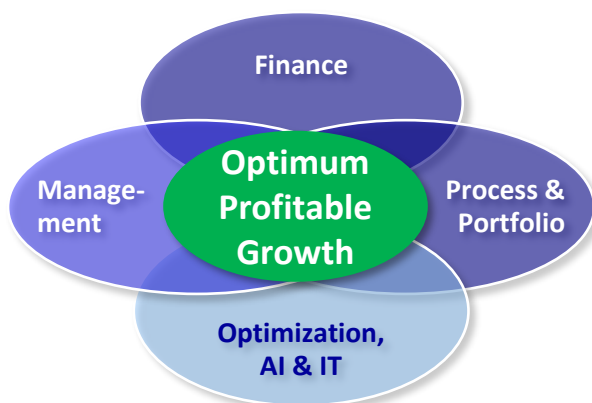 Finance
Manage-
ment
Optimum
Profitable
Growth
Process &
Portfolio
Optimization,
AI & IT